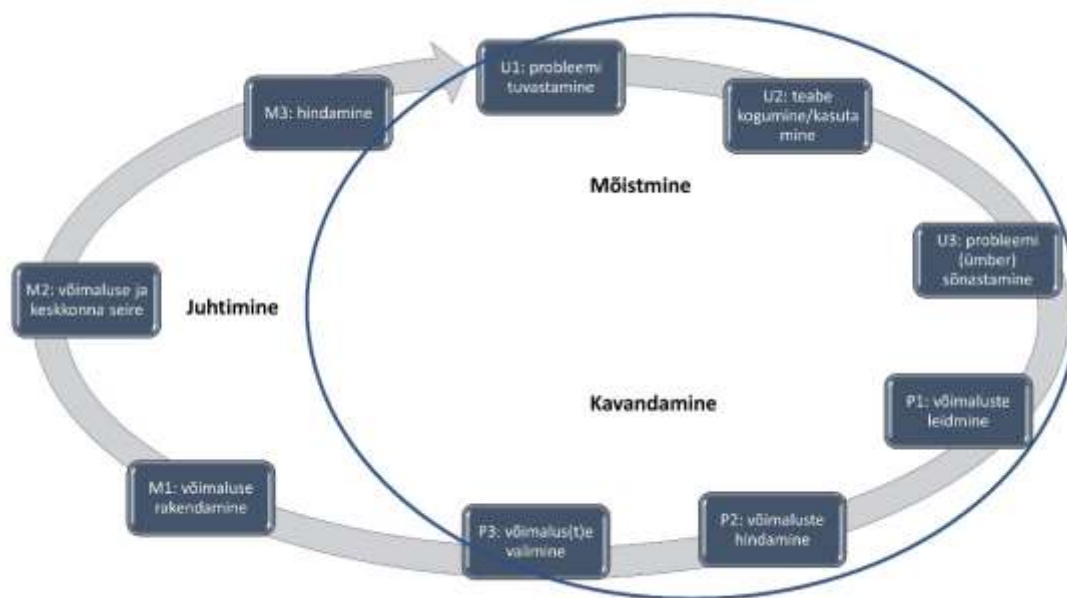 U1: probleemi
tuvastamine
U2: teabe
kogumine/kasuta
mine
M3: hindamine
Mõistmine
U3: probleemi
(ümber)
sõnastamine
M2: võimaluse ja
keskkonna seire
Juhtimine
Kavandamine
P1: võimaluste
leidmine
M1: võimaluse
rakendamine
P3: võimalus(t)e
valimine
P2: võimaluste
hindamine